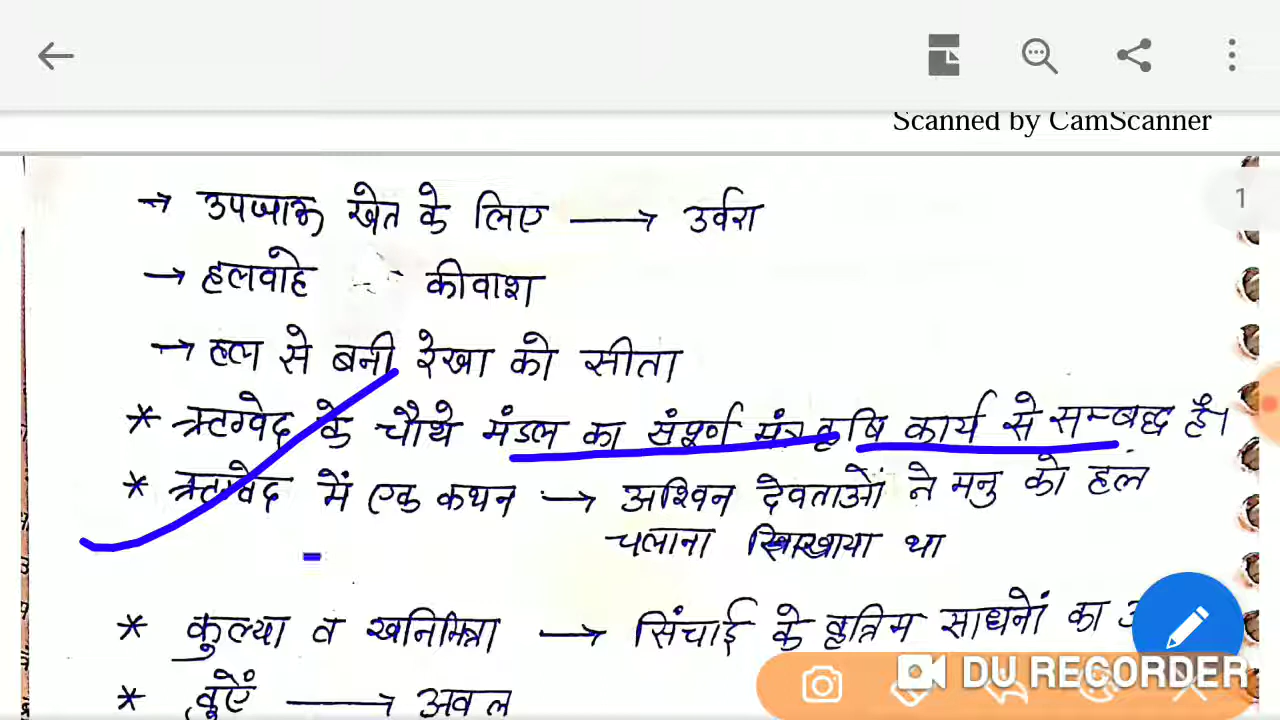 Scanned by CamScanner
1
→ उपजाऊ खेत के लिए → उर्वरा
→ हलवाहे - कीवाश
→ हल से बनी रेखा को सीता
* ऋग्वेद के चौथे मंडल का संपूर्ण मंत्र कृषि कार्य से सम्बद्ध है।
* ऋग्वेद में एक कथन → अश्विन देवताओं ने मनु को हल
चलाना सिखाया था
* कुल्या व खनित्रिमा → सिंचाई के कृत्रिम साधनों का
* कुएँ → अवल
DU RECORDER